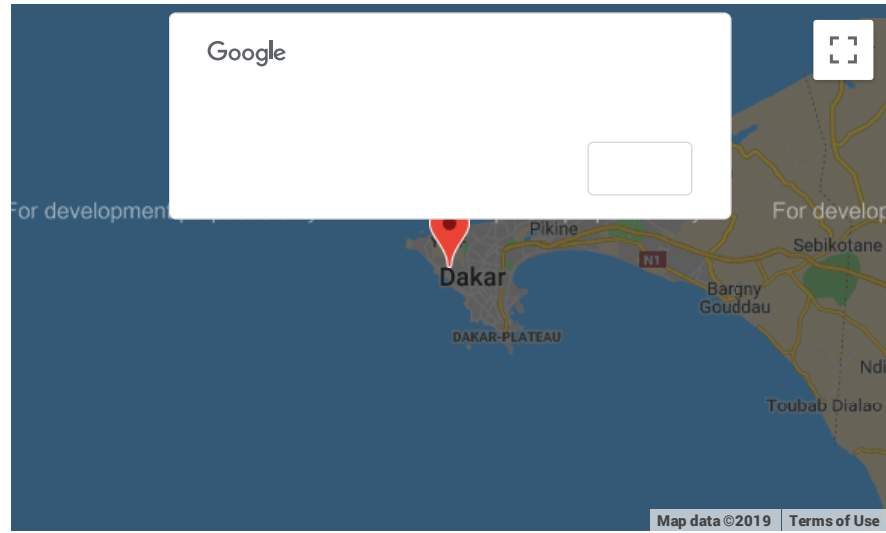 Google
For development
For develop
Pikine
Sebikotane
N1
Dakar
Bargny
Gouddau
DAKAR-PLATEAU
Ndi
Toubab Dialao
Map data ©2019
Terms of Use